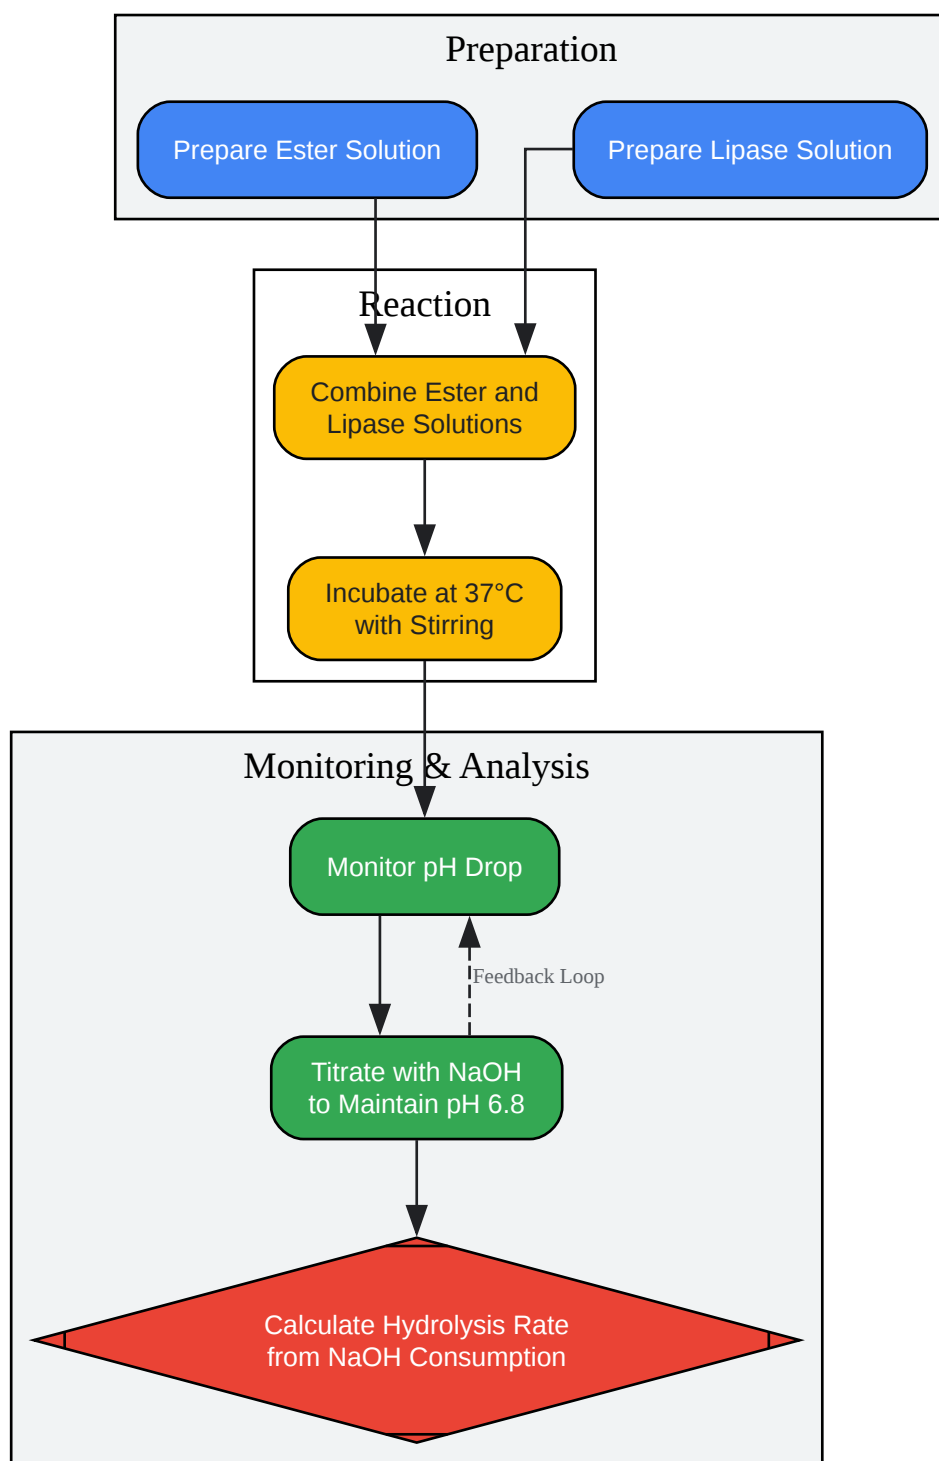 Preparation
Prepare Ester Solution
Prepare Lipase Solution
Reaction
Combine Ester and
Lipase Solutions
Incubate at 37°C
with Stirring
Monitoring & Analysis
Monitor pH Drop
Feedback Loop
Titrate with NaOH
to Maintain pH 6.8
Calculate Hydrolysis Rate
from NaOH Consumption